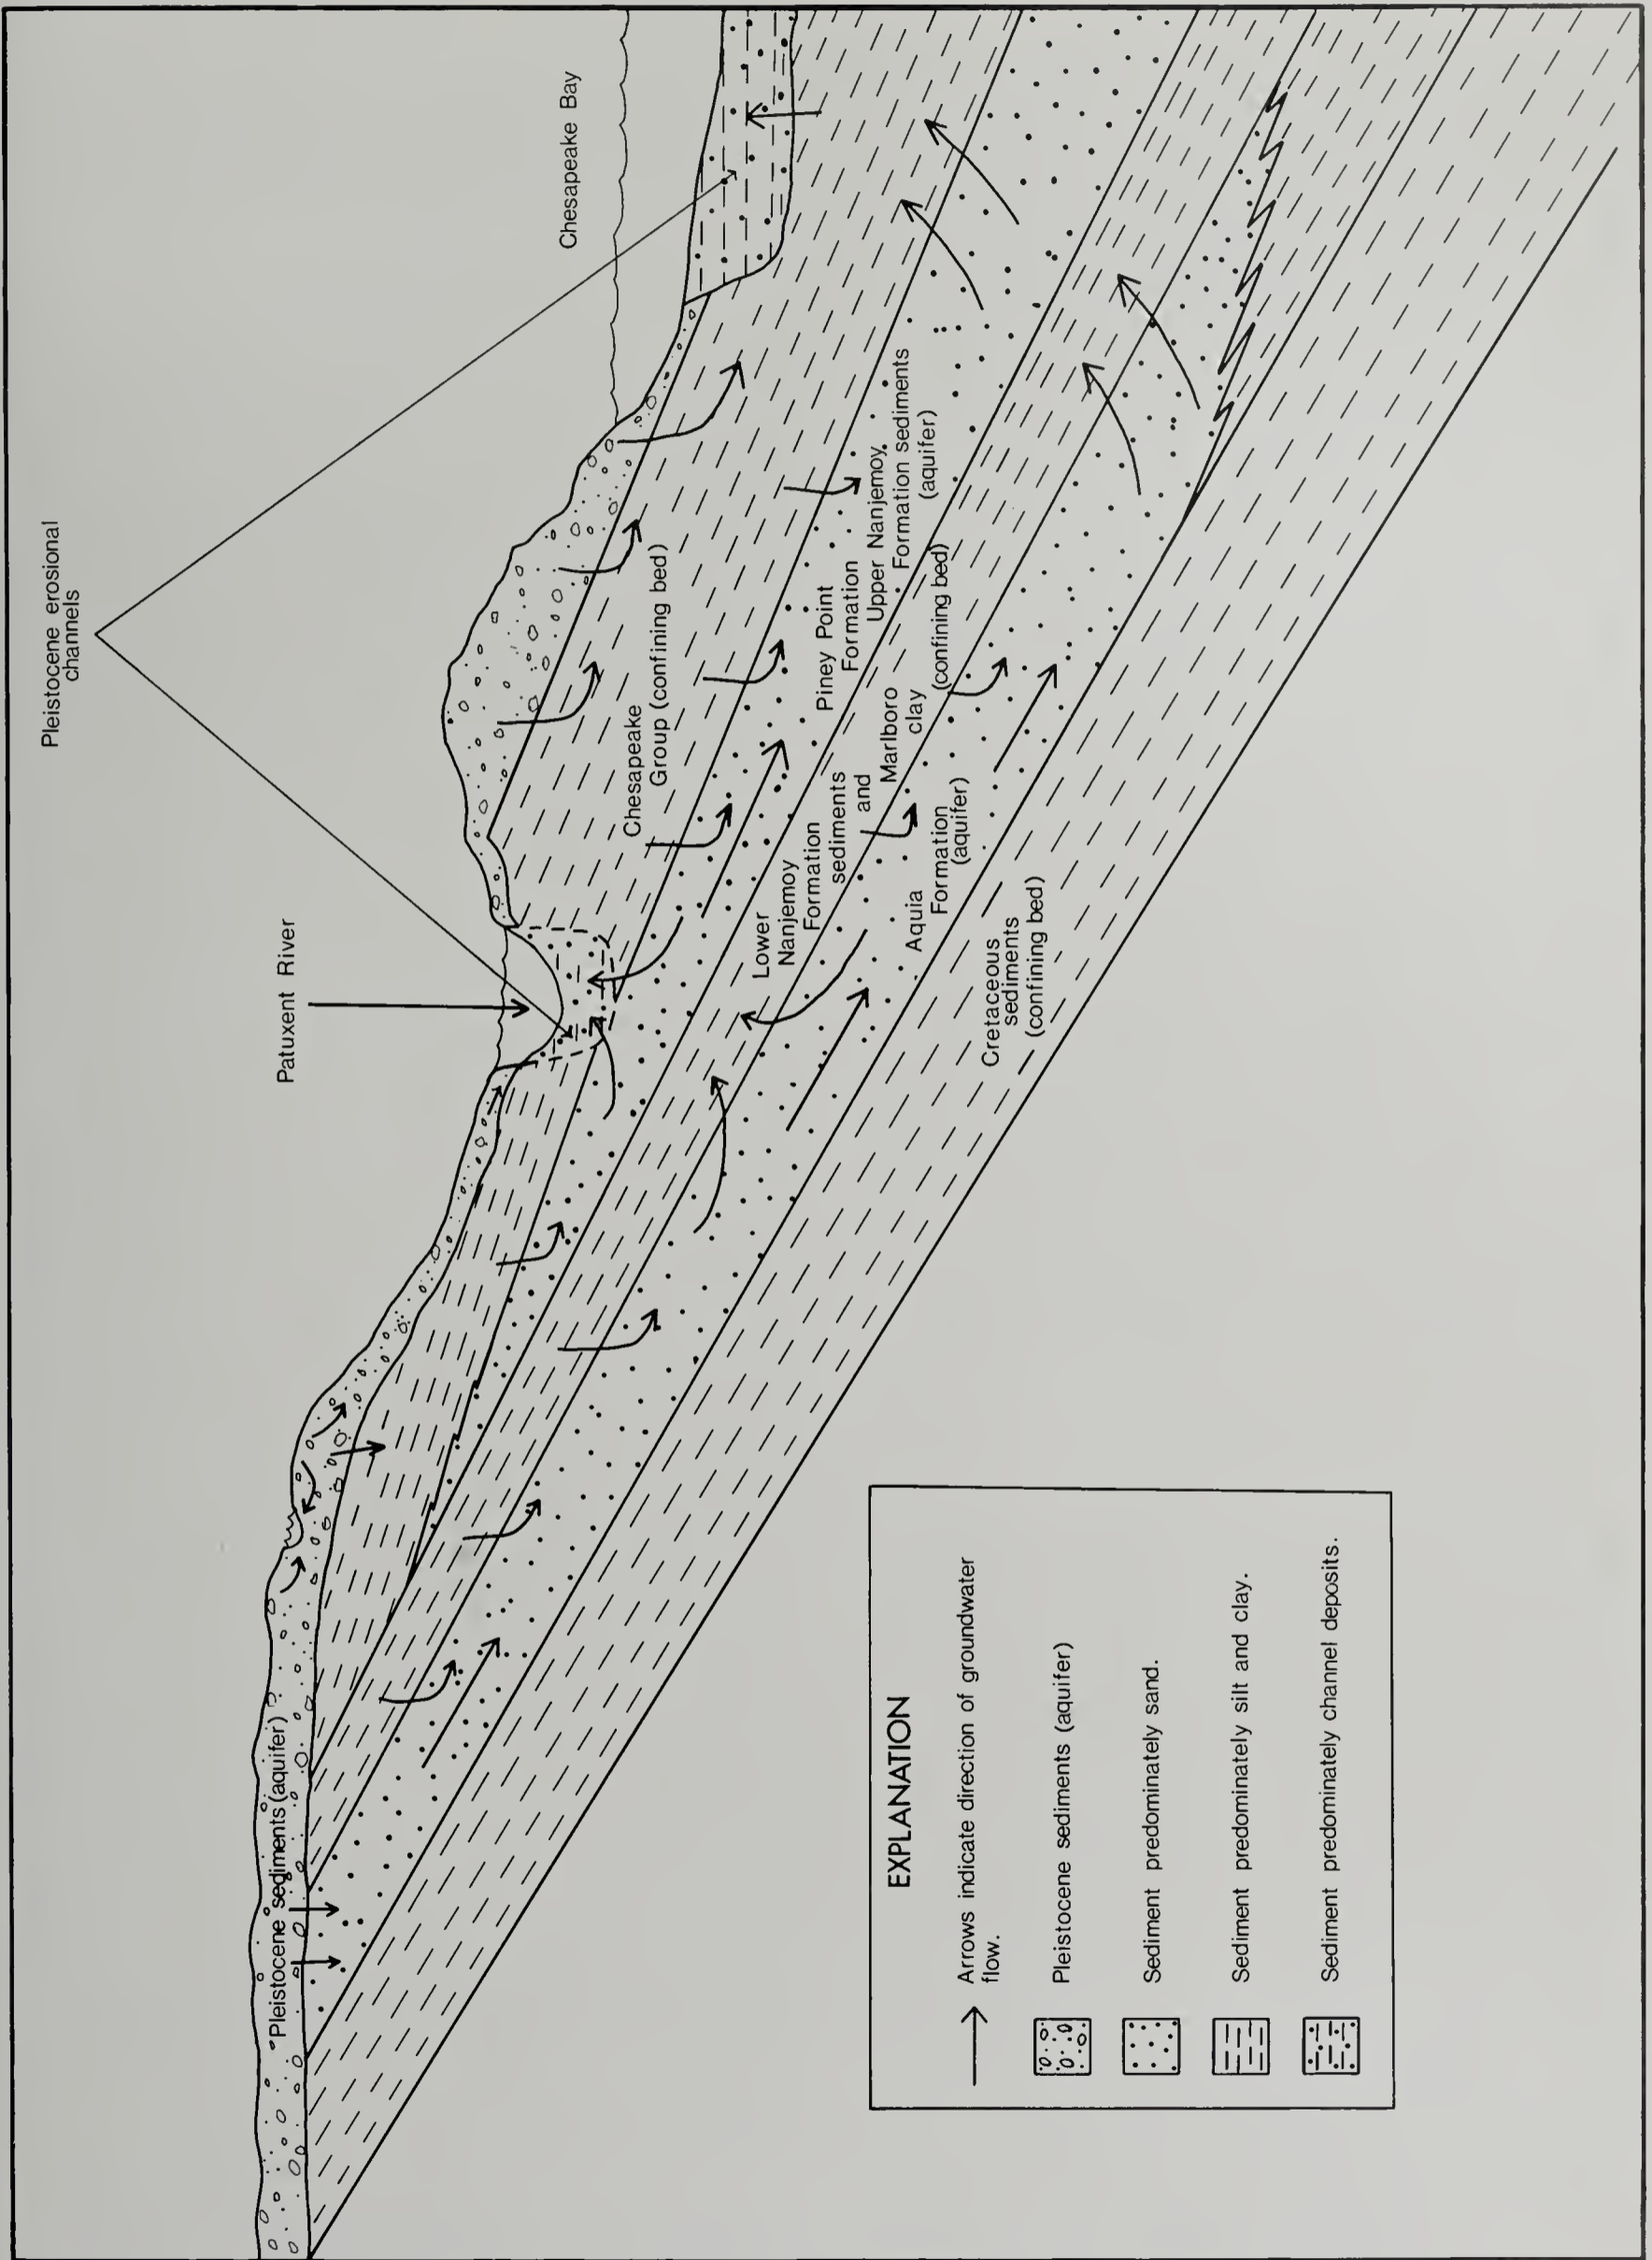 Pleistocene erosional
channels
Chesapeake Bay
Patuxent River
Pleistocene sediments (aquifer)
Chesapeake
Group (confining bed)
Piney Point
Formation
Upper Nanjemoy
Formation sediments
(aquifer)
Lower
Nanjemoy
Formation
sediments
and
Marlboro
clay
(confining bed)
Aquia
Formation
(aquifer)
Cretaceous
sediments
(confining bed)
EXPLANATION
Arrows indicate direction of groundwater
flow.
Pleistocene sediments (aquifer)
Sediment predominately sand.
Sediment predominately silt and clay.
Sediment predominately channel deposits.